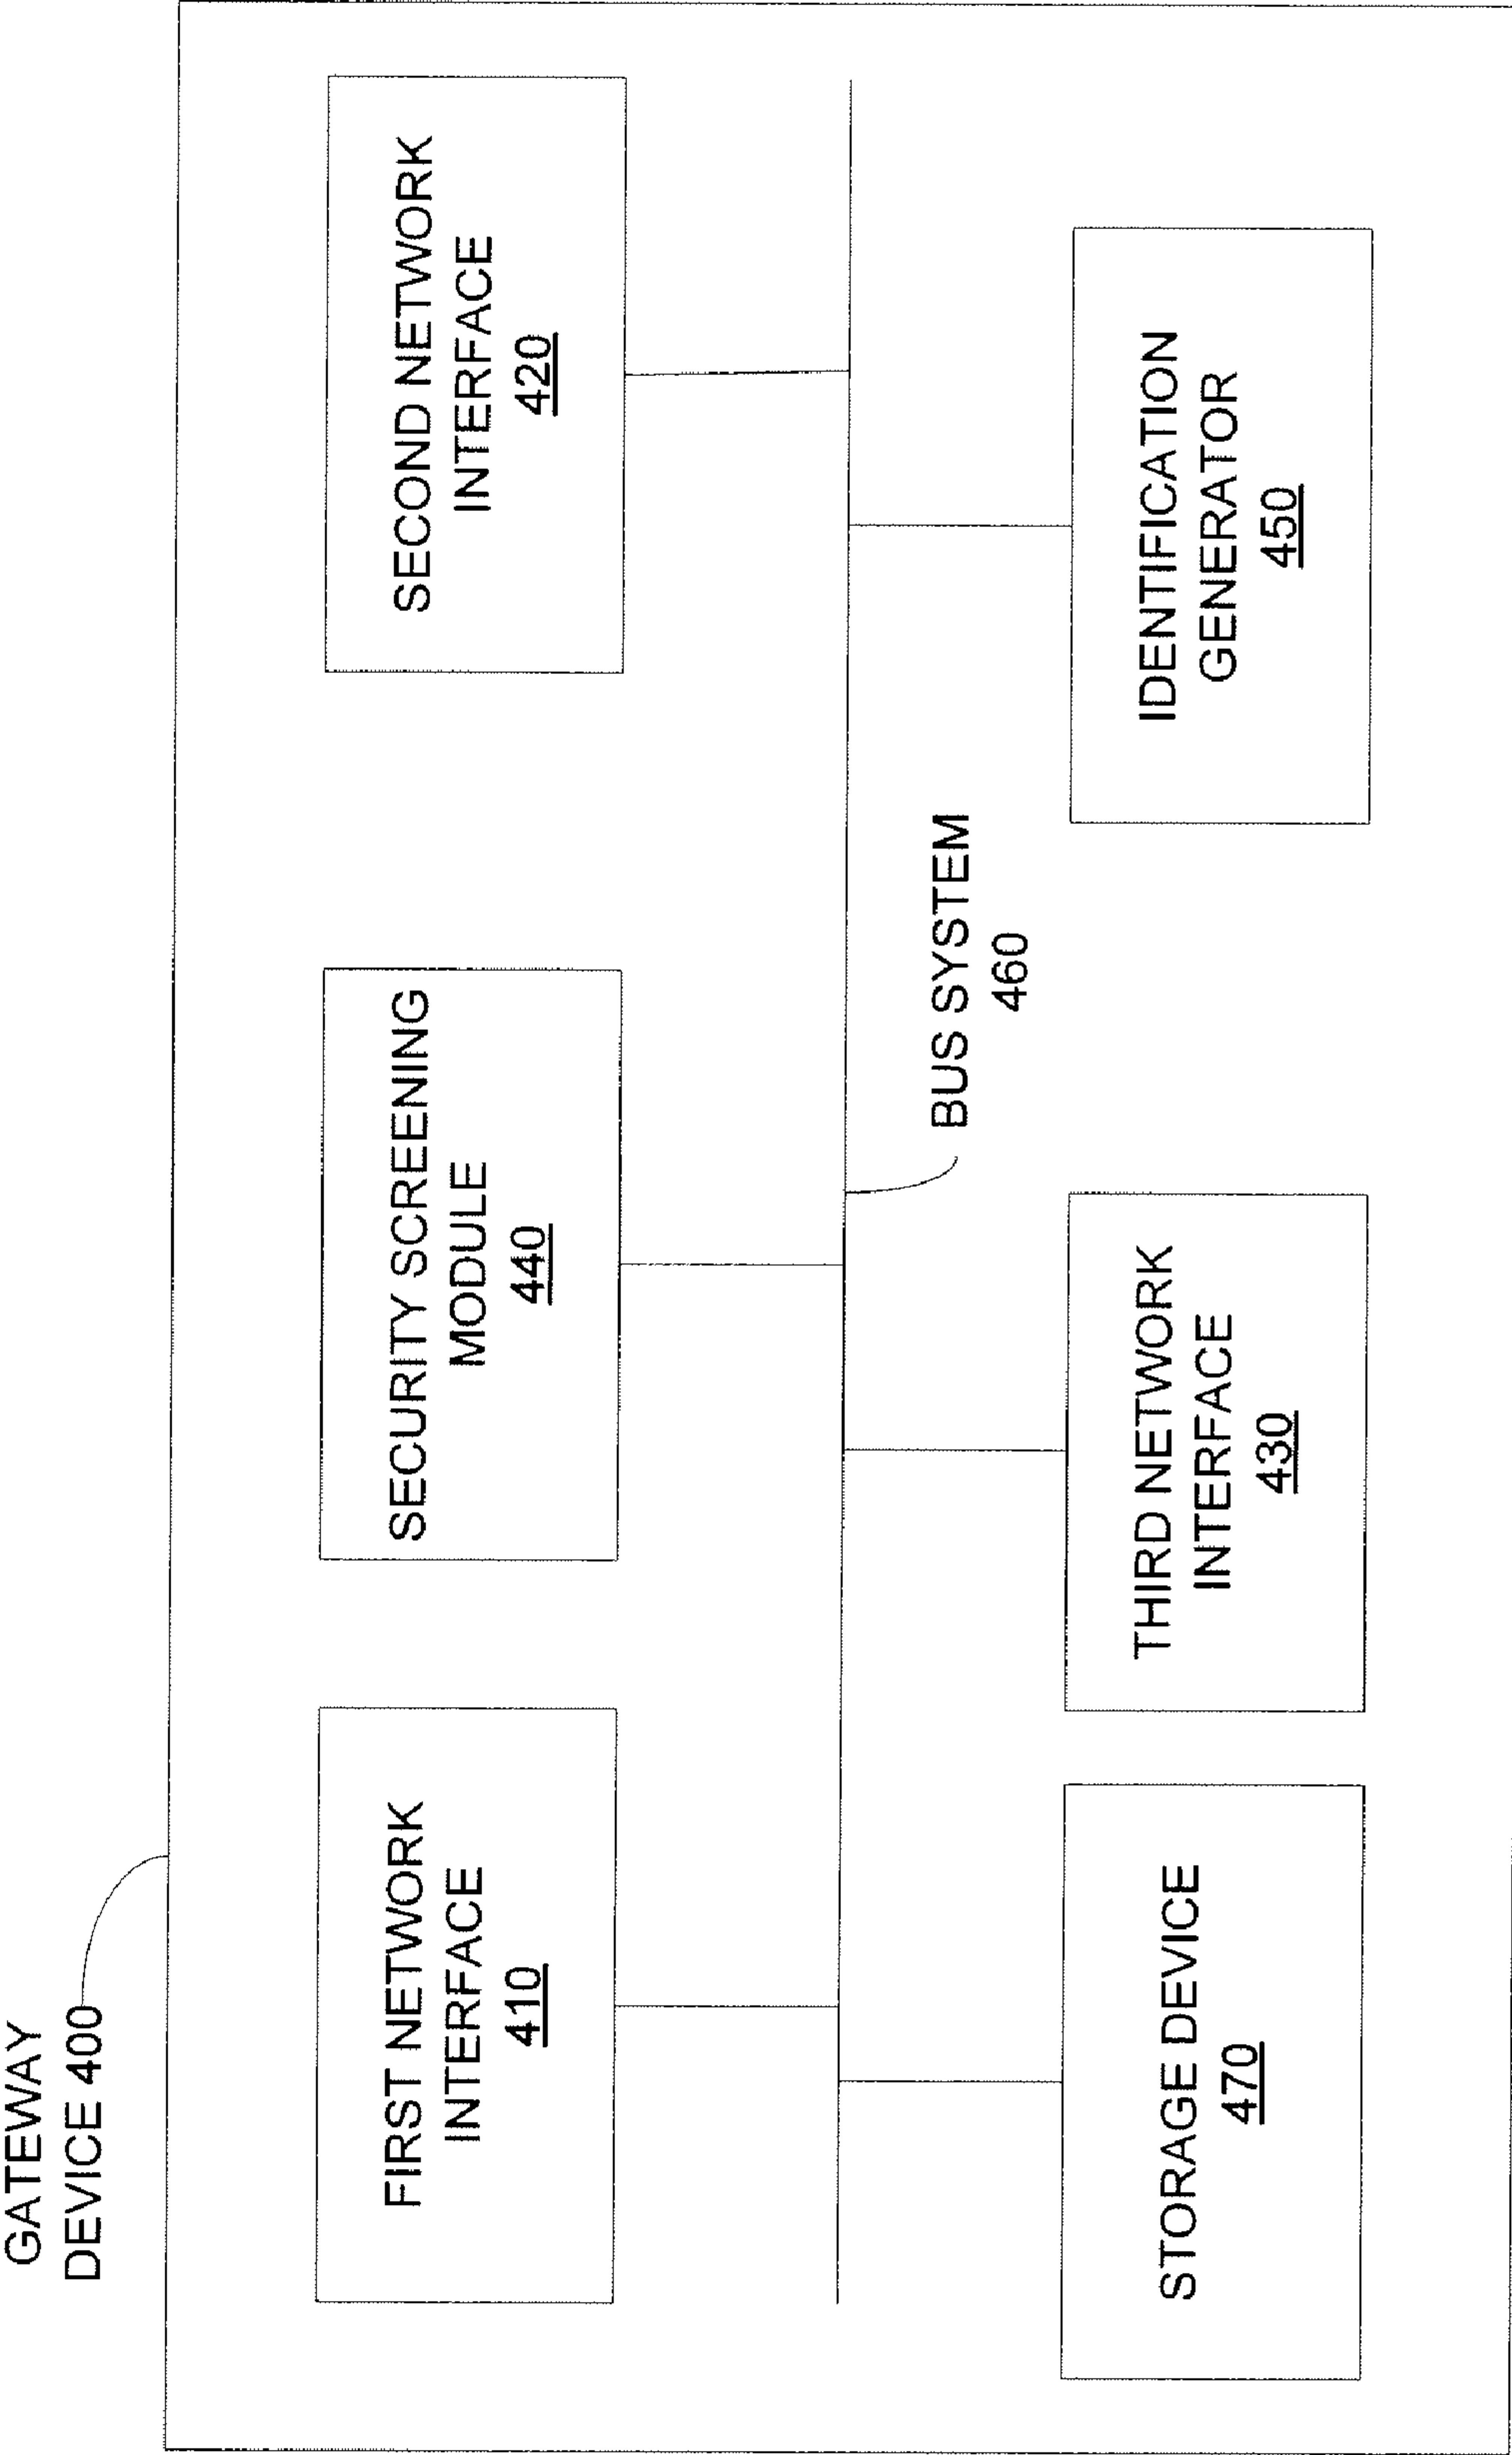 GATEWAY
DEVICE 400
FIRST NETWORK
INTERFACE
410
SECURITY SCREENING
MODULE
440
SECOND NETWORK
INTERFACE
420
BUS SYSTEM
460
STORAGE DEVICE
470
THIRD NETWORK
INTERFACE
430
IDENTIFICATION
GENERATOR
450